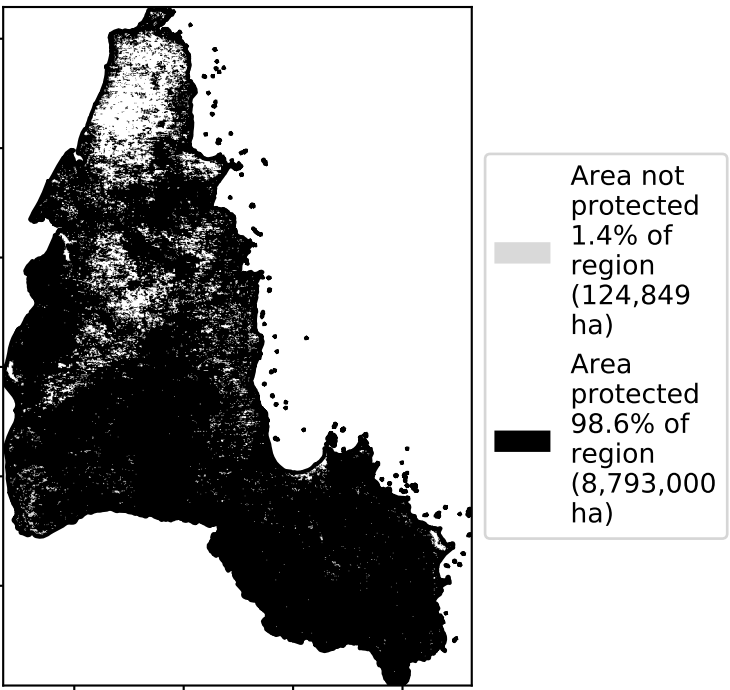 Area not
protected
1.4% of
region
(124,849
ha)
Area
protected
98.6% of
region
(8,793,000
ha)